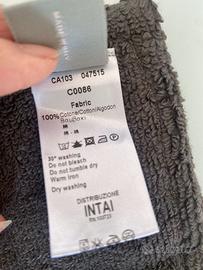 CA103 047515
C0086
Fabric
100% Cotone/Cotton/Algodon
30° washing
Do not bleach
Do not tumble dry
Warm iron
Dry cleaning
DISTRIBUZIONE
INTAI